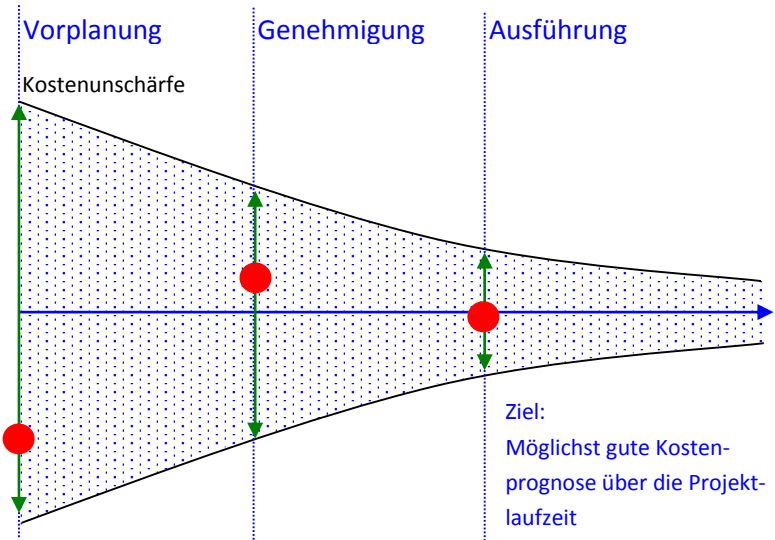 Vorplanung
Genehmigung
Ausführung
Kostenunschärfe
Ziel:
Möglichst gute Kosten-
prognose über die Projekt-
laufzeit